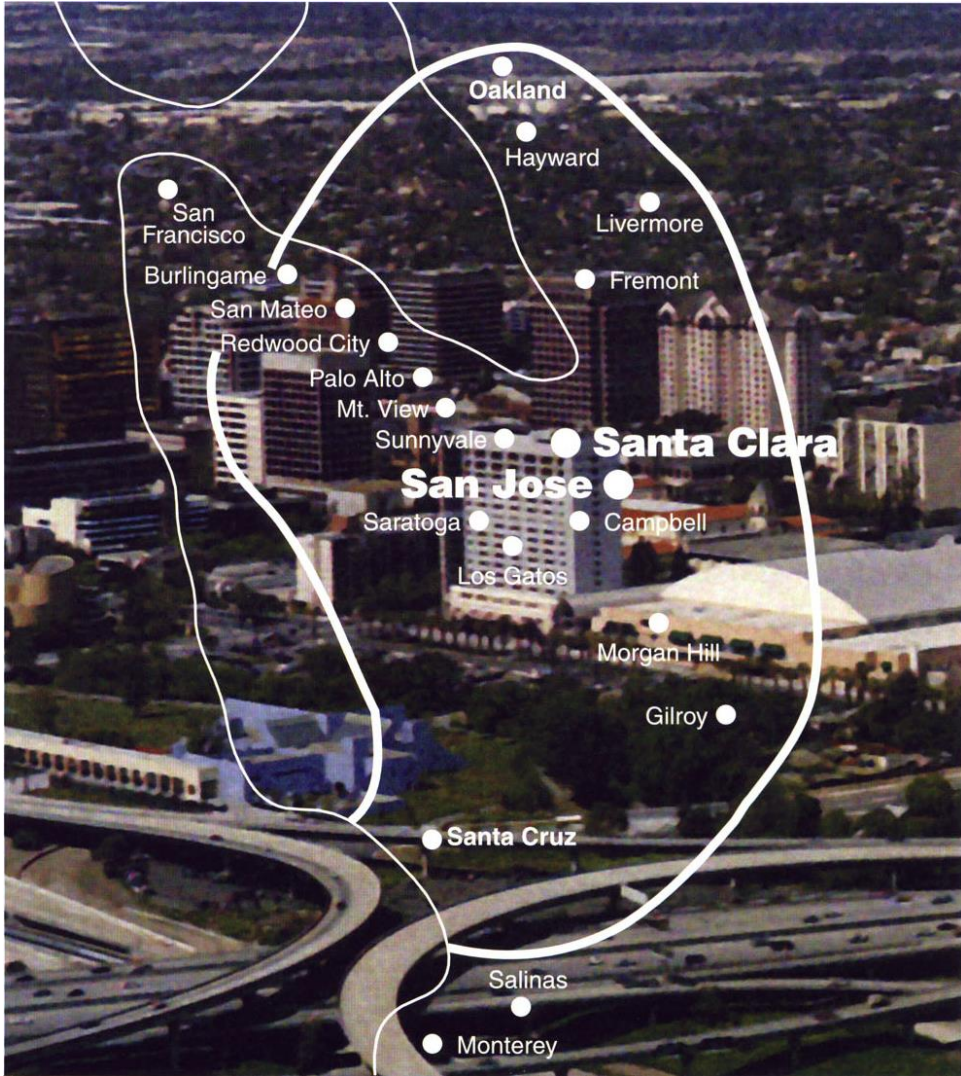 Oakland
Hayward
San
Francisco
Livermore
Burlingame
Fremont
San Mateo
Redwood City
Palo Alto
Mt. View
Sunnyvale
Santa Clara
San Jose
Saratoga
Campbell
Los Gatos
Morgan Hill
Gilroy
Santa Cruz
Salinas
Monterey